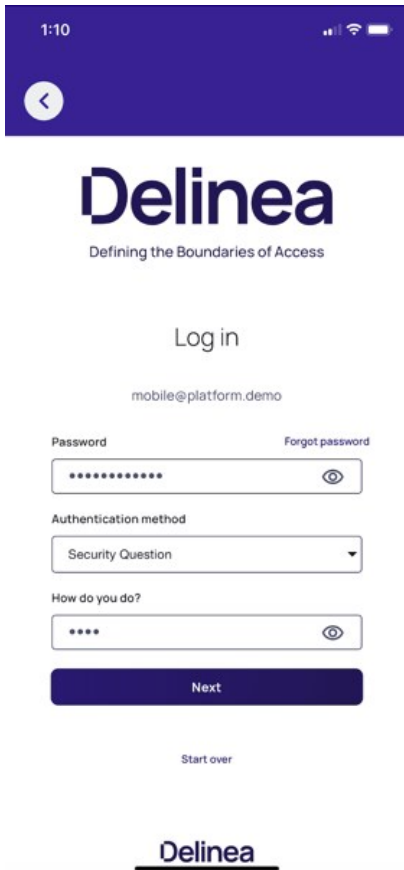 1:10
Delinea
Defining the Boundaries of Access
Log in
mobile@platform.demo
Password Forgot password
••••••••••••
Authentication method
Security Question
How do you do?
••••
Next
Start over
Delinea